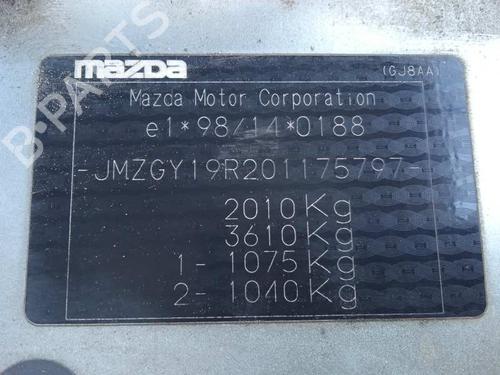 mazda
(GJ8AA)
Mazda Motor Corporation
e1*98/14*0188
-JMZGY19R201175797-
2010Kg
3610Kg
1- 1075Kg
2- 1040Kg
B-PARTS